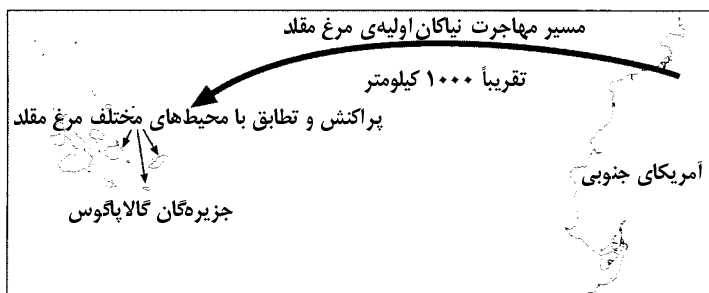 مسیر مهاجرت نیاکان اولیه‌ی مرغ مقلد
تقریباً ۱۰۰۰ کیلومتر
پراکنش و تطابق با محیط‌های مختلف مرغ مقلد
آمریکای جنوبی
جزیره‌گان گالاپاگوس